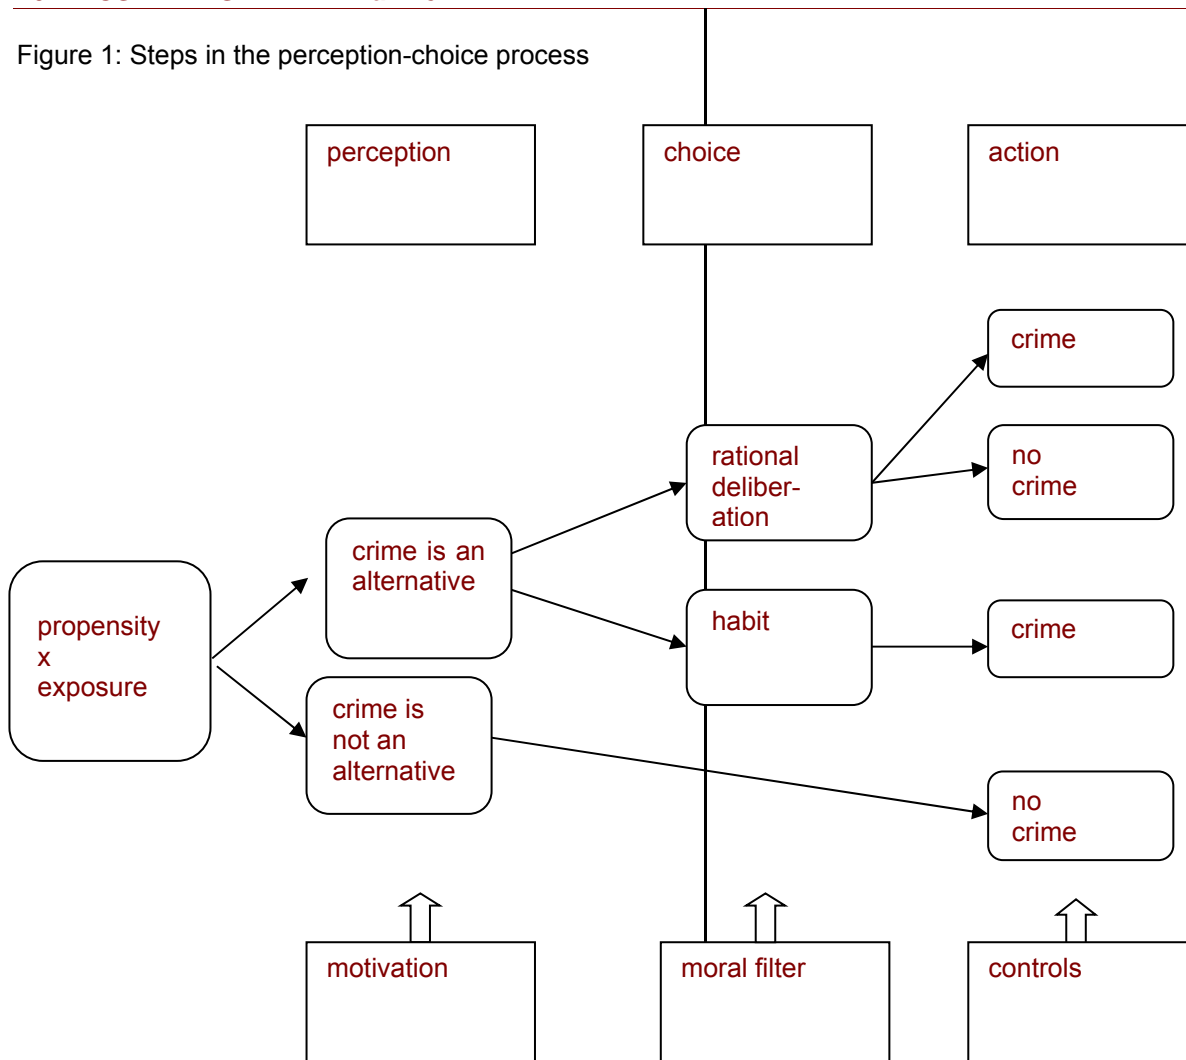 Figure 1: Steps in the perception-choice process
perception
choice
action
crime
rational
deliber-
ation
no
crime
crime is an
alternative
propensity
x
exposure
habit
crime
crime is
not an
alternative
no
crime
motivation
moral filter
controls